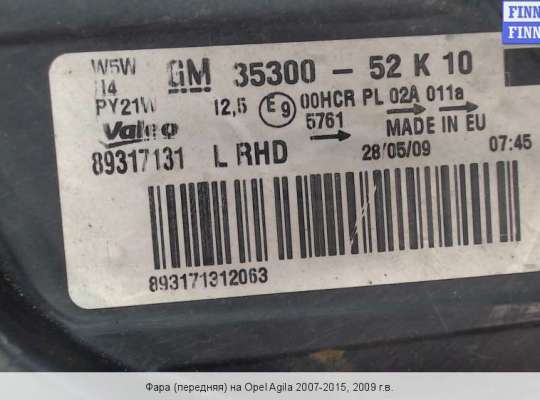 FINN
FINN
W5W GM 35300 - 52 K 10
H4
PY21W 12,5 E9 00HCR PL 02A 011a
Valeo 5761 MADE IN EU
89317131 L RHD 28/05/09 07:45
893171312063
Фара (передняя) на Opel Agila 2007-2015, 2009 г.в.